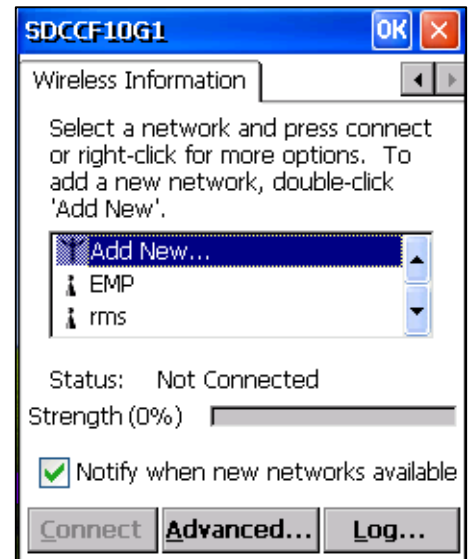 SDCCF10G1 OK
Wireless Information
Select a network and press connect
or right-click for more options. To
add a new network, double-click
'Add New'.
Add New...
EMP
rms
Status: Not Connected
Strength (0%)
Notify when new networks available
Connect Advanced... Log...